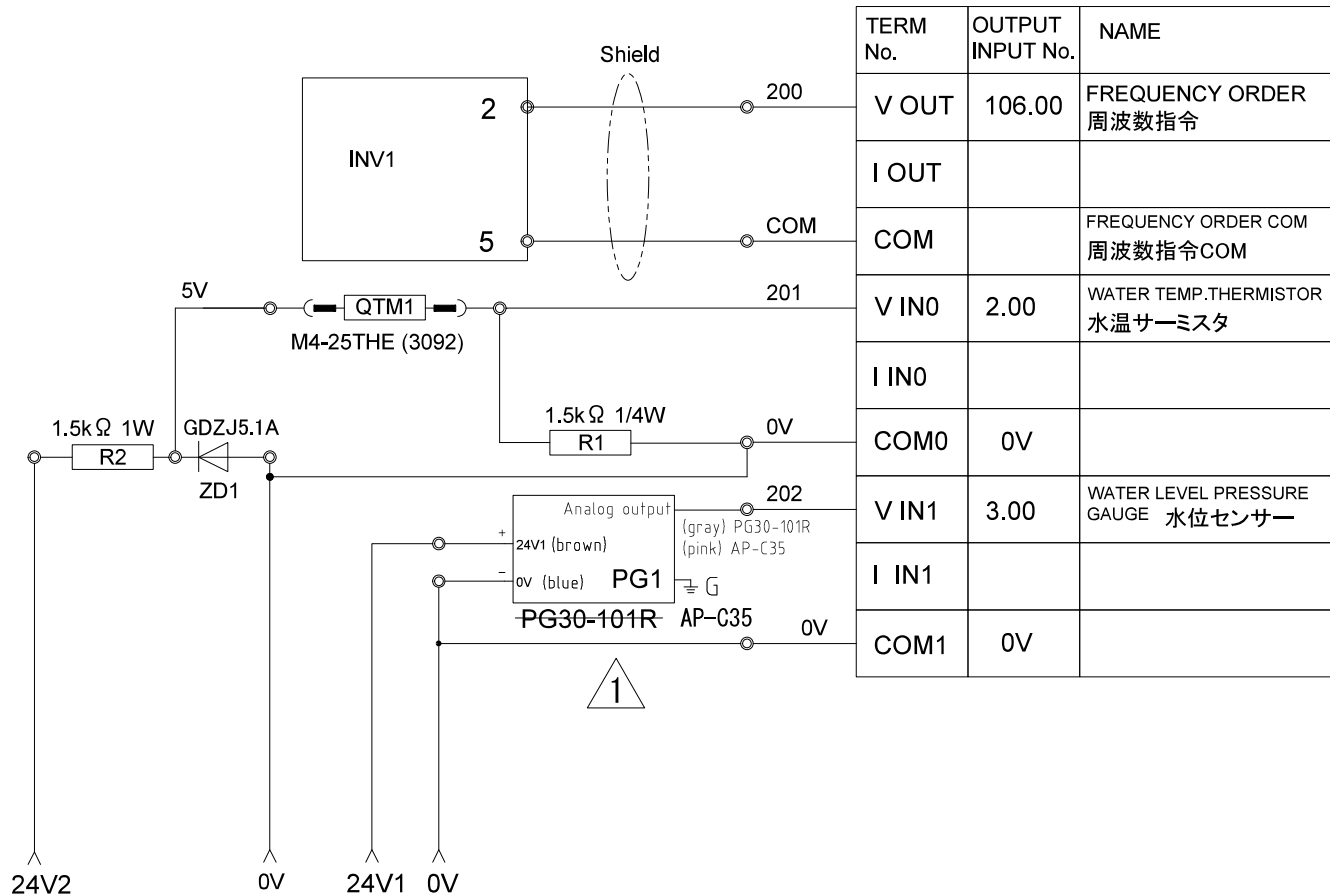 TERM No.
OUTPUT INPUT No.
NAME
Shield
INV1
2
200
V OUT
106.00
FREQUENCY ORDER
周波数指令
I OUT
5
COM
COM
FREQUENCY ORDER COM
周波数指令COM
5V
QTM1
M4-25THE (3092)
201
V IN0
2.00
WATER TEMP.THERMISTOR
水温サーミスタ
I IN0
1.5kΩ 1W
R2
GDZJ5.1A
ZD1
1.5kΩ 1/4W
R1
0V
COM0
0V
Analog output
202
(gray) PG30-101R
(pink) AP-C35
V IN1
3.00
WATER LEVEL PRESSURE
GAUGE 水位センサー
+
24V1 (brown)
-
0V (blue)
PG1
G
I IN1
PG30-101R AP-C35
0V
COM1
0V
1
24V2
0V
24V1
0V